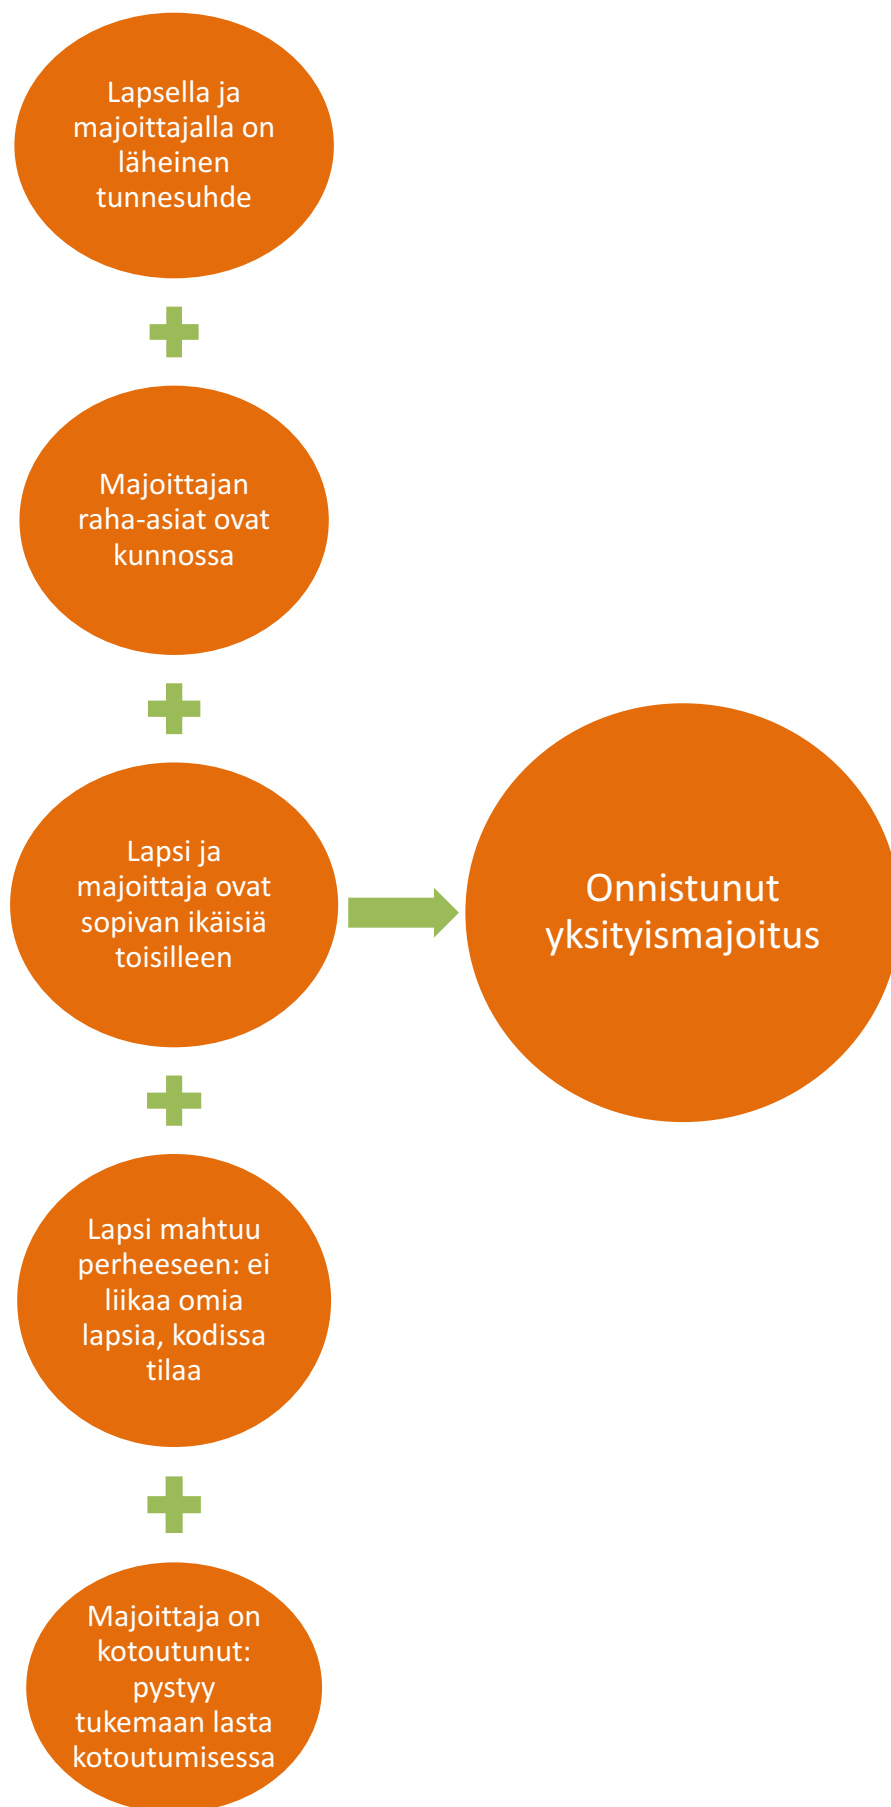 Lapsella ja
majoittajalla on
läheinen
tunnesuhde
Majoittajan
raha-asiat ovat
kunnossa
Lapsi ja
majoittaja ovat
sopivan ikäisiä
toisilleen
Lapsi mahtuu
perheeseen: ei
liikaa omia
lapsia, kodissa
tilaa
Majoittaja on
kotoutunut:
pystyy
tukemaan lasta
kotoutumisessa
Onnistunut
yksityismajoitus